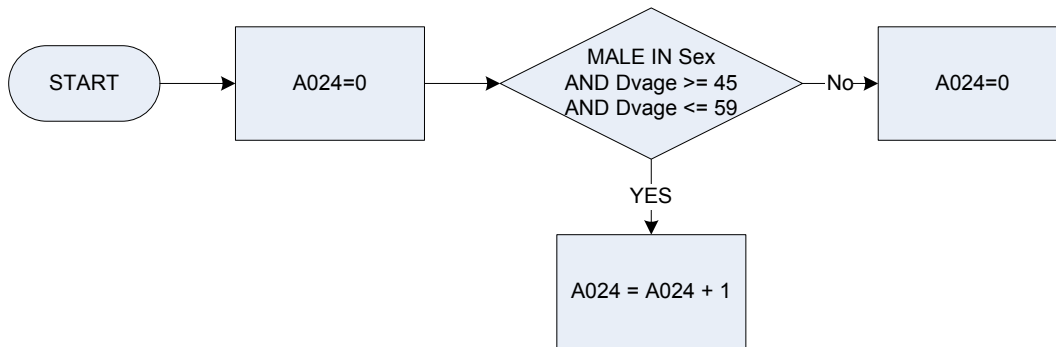 START
A024=0
MALE IN Sex
AND Dvage >= 45
AND Dvage <= 59
No
A024=0
YES
A024 = A024 + 1